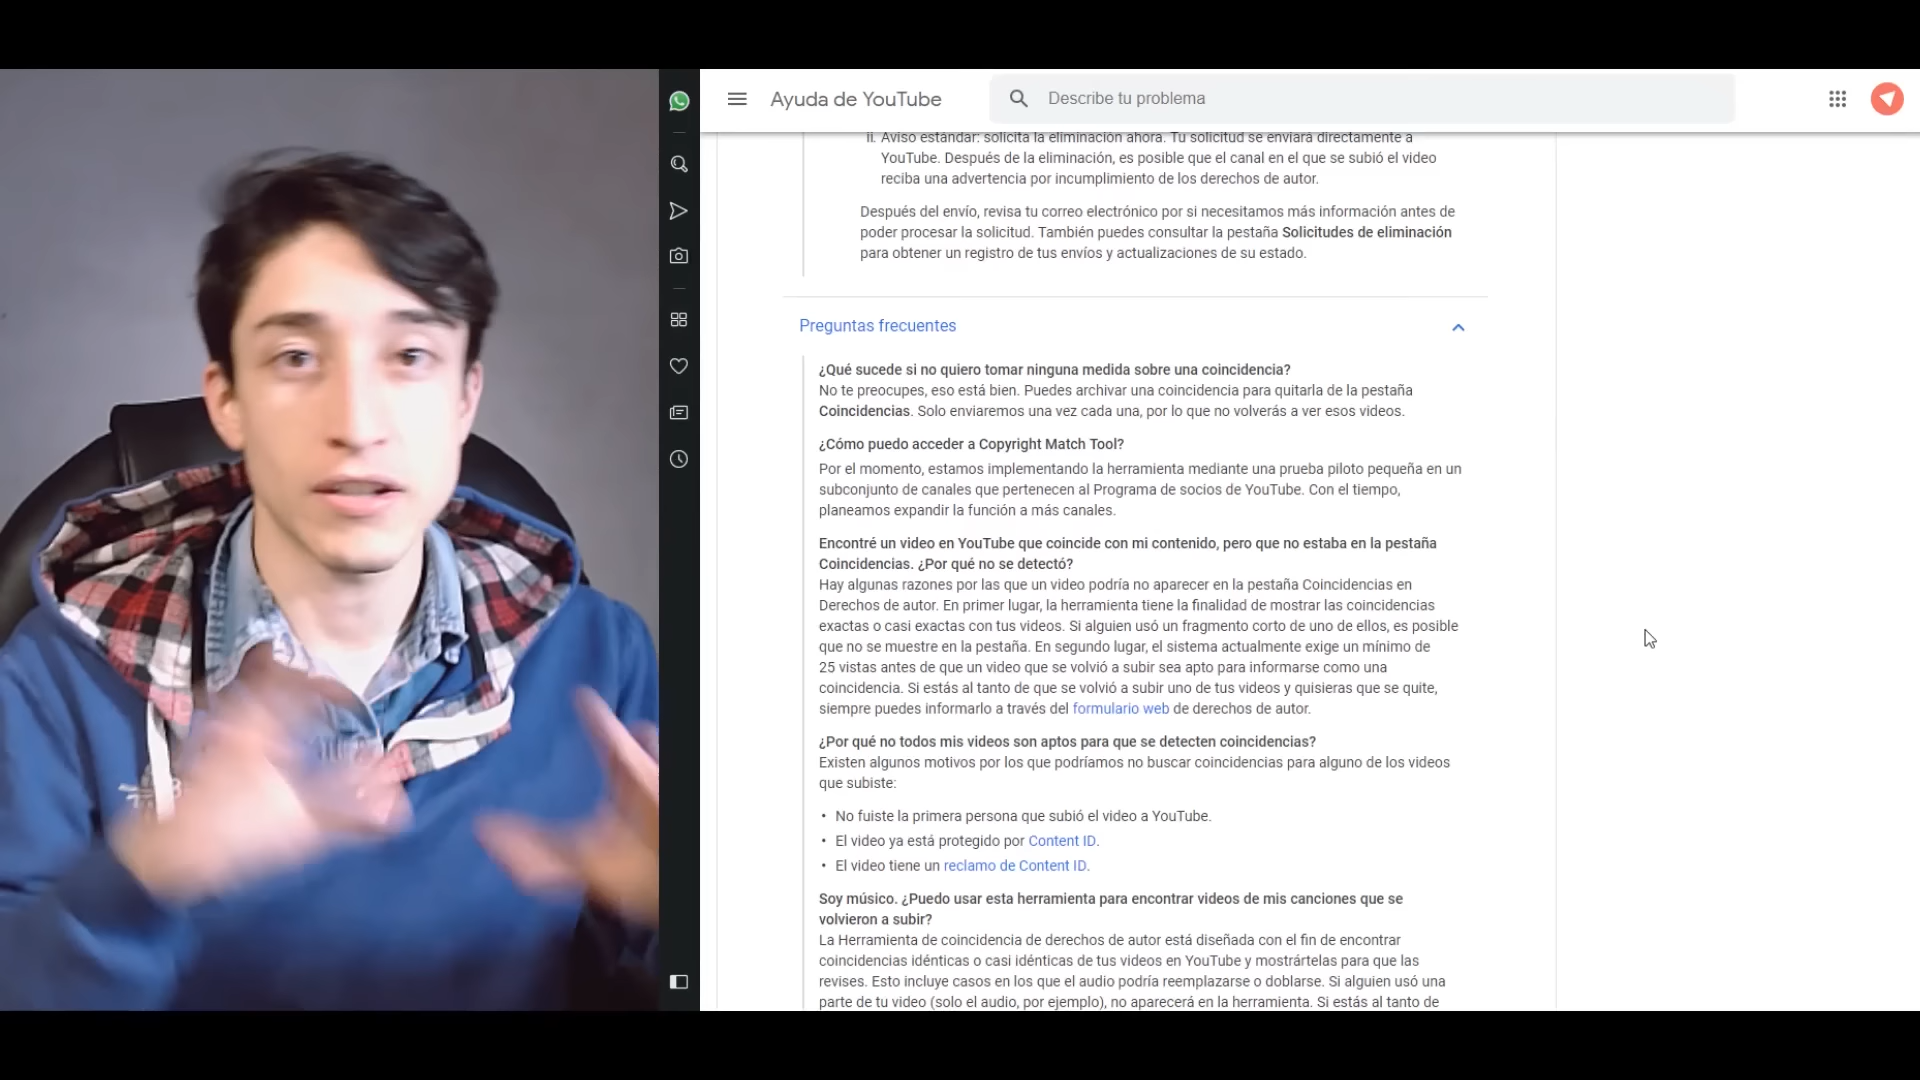 Ayuda de YouTube
Describe tu problema
ii. Aviso estándar: solicita la eliminación ahora. Tu solicitud se enviará directamente a
YouTube. Después de la eliminación, es posible que el canal en el que se subió el video
reciba una advertencia por incumplimiento de los derechos de autor.
Después del envío, revisa tu correo electrónico por si necesitamos más información antes de
poder procesar la solicitud. También puedes consultar la pestaña Solicitudes de eliminación
para obtener un registro de tus envíos y actualizaciones de su estado.
Preguntas frecuentes
¿Qué sucede si no quiero tomar ninguna medida sobre una coincidencia?
No te preocupes, eso está bien. Puedes archivar una coincidencia para quitarla de la pestaña
Coincidencias. Solo enviaremos una vez cada una, por lo que no volverás a ver esos videos.
¿Cómo puedo acceder a Copyright Match Tool?
Por el momento, estamos implementando la herramienta mediante una prueba piloto pequeña en un
subconjunto de canales que pertenecen al Programa de socios de YouTube. Con el tiempo,
planeamos expandir la función a más canales.
Encontré un video en YouTube que coincide con mi contenido, pero que no estaba en la pestaña
Coincidencias. ¿Por qué no se detectó?
Hay algunas razones por las que un video podría no aparecer en la pestaña Coincidencias en
Derechos de autor. En primer lugar, la herramienta tiene la finalidad de mostrar las coincidencias
exactas o casi exactas con tus videos. Si alguien usó un fragmento corto de uno de ellos, es posible
que no se muestre en la pestaña. En segundo lugar, el sistema actualmente exige un mínimo de
25 vistas antes de que un video que se volvió a subir sea apto para informarse como una
coincidencia. Si estás al tanto de que se volvió a subir uno de tus videos y quisieras que se quite,
siempre puedes informarlo a través del formulario web de derechos de autor.
¿Por qué no todos mis videos son aptos para que se detecten coincidencias?
Existen algunos motivos por los que podríamos no buscar coincidencias para alguno de los videos
que subiste:
• No fuiste la primera persona que subió el video a YouTube.
• El video ya está protegido por Content ID.
• El video tiene un reclamo de Content ID.
Soy músico. ¿Puedo usar esta herramienta para encontrar videos de mis canciones que se
volvieron a subir?
La Herramienta de coincidencia de derechos de autor está diseñada con el fin de encontrar
coincidencias idénticas o casi idénticas de tus videos en YouTube y mostrártelas para que las
revises. Esto incluye casos en los que el audio podría reemplazarse o doblarse. Si alguien usó una
parte de tu video (solo el audio, por ejemplo), no aparecerá en la herramienta. Si estás al tanto de